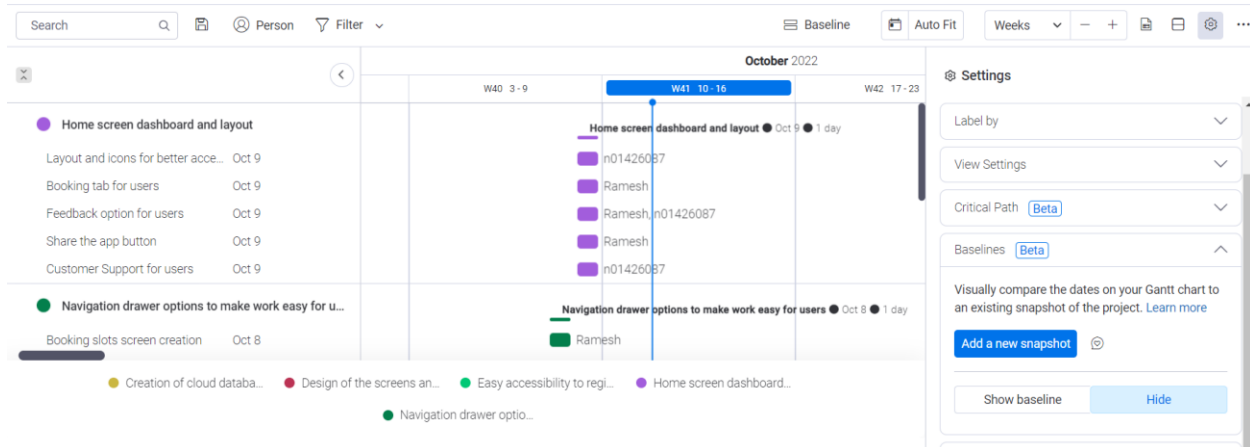 Search Person Filter Baseline Auto Fit Weeks
October 2022
W40 3 - 9 W41 10 - 16 W42 17 - 23
Home screen dashboard and layout Home screen dashboard and layout ● Oct 9 ● 1 day
Layout and icons for better acce... Oct 9 n01426087
Booking tab for users Oct 9 Ramesh
Feedback option for users Oct 9 Ramesh, n01426087
Share the app button Oct 9 Ramesh
Customer Support for users Oct 9 n01426087
Navigation drawer options to make work easy for u... Navigation drawer options to make work easy for users ● Oct 8 ● 1 day
Booking slots screen creation Oct 8 Ramesh
Creation of cloud databa... Design of the screens an... Easy accessibility to regi... Home screen dashboard...
Navigation drawer optio...
Settings
Label by
View Settings
Critical Path Beta
Baselines Beta
Visually compare the dates on your Gantt chart to
an existing snapshot of the project. Learn more
Add a new snapshot
Show baseline Hide